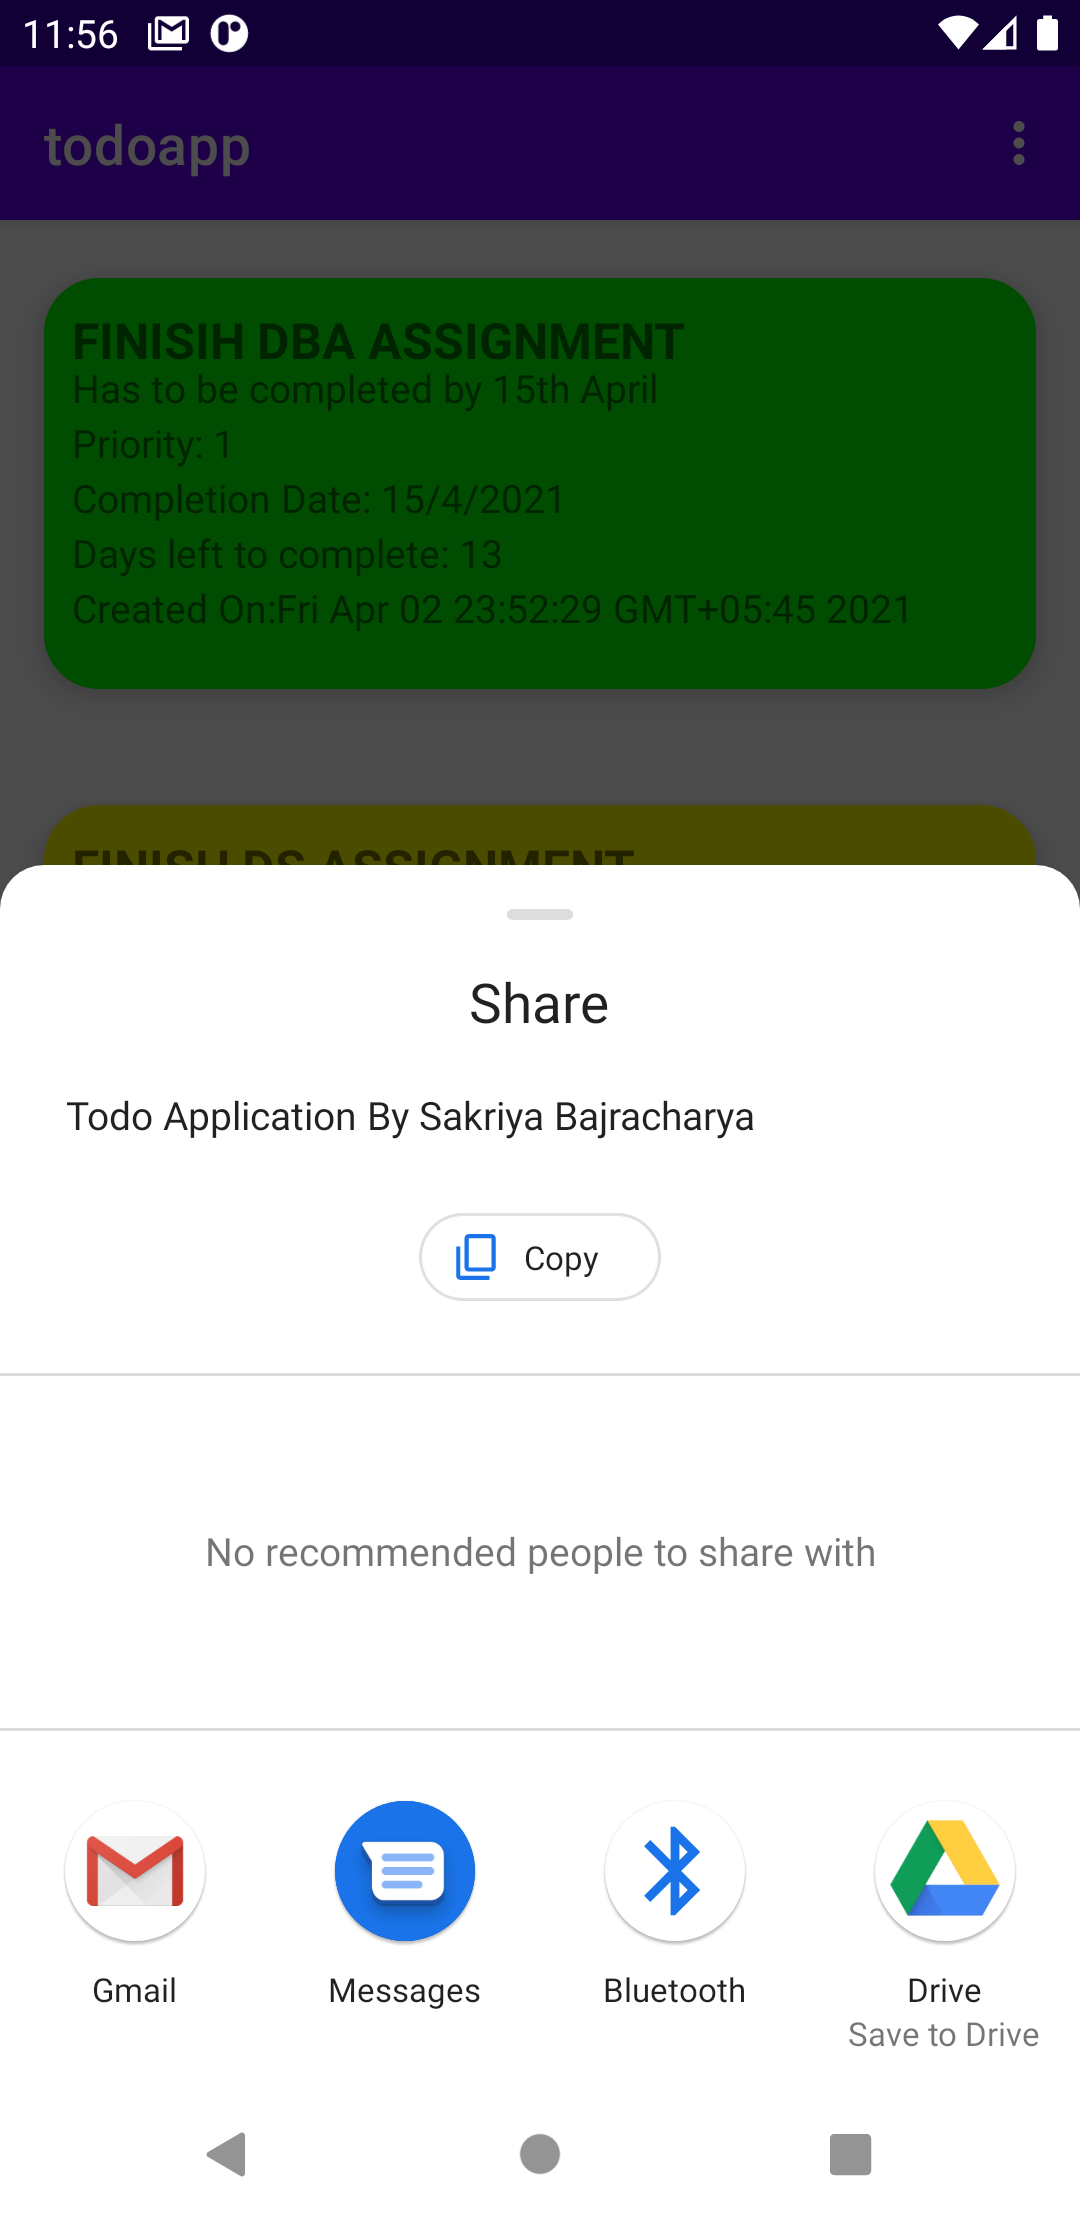 11:56
todoapp
FINISIH DBA ASSIGNMENT
Has to be completed by 15th April
Priority: 1
Completion Date: 15/4/2021
Days left to complete: 13
Created On:Fri Apr 02 23:52:29 GMT+05:45 2021
FINISH DS ASSIGNMENT
Share
Todo Application By Sakriya Bajracharya
Copy
No recommended people to share with
Gmail
Messages
Bluetooth
Drive
Save to Drive